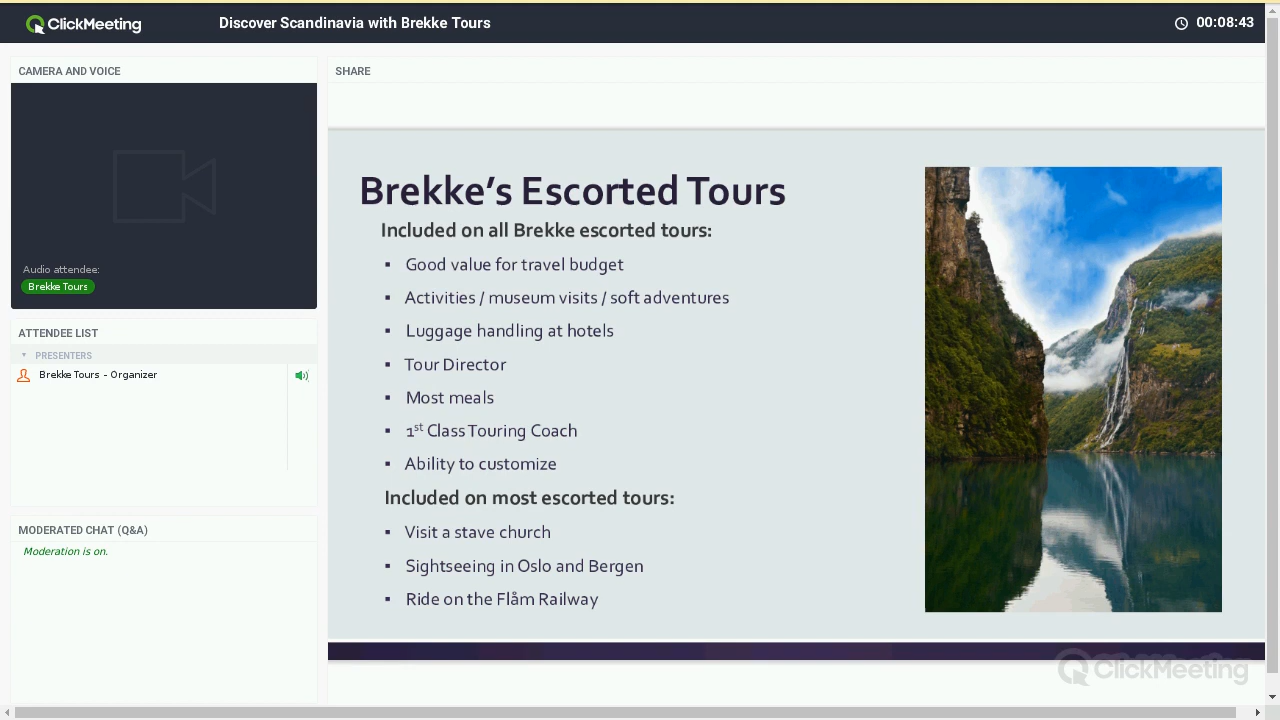 ClickMeeting
Discover Scandinavia with Brekke Tours
00:08:43
CAMERA AND VOICE
Audio attendee:
Brekke Tours
ATTENDEE LIST
PRESENTERS
Brekke Tours - Organizer
MODERATED CHAT (Q&A)
Moderation is on.
SHARE
Brekke's Escorted Tours
Included on all Brekke escorted tours:
▪ Good value for travel budget
▪ Activities / museum visits / soft adventures
▪ Luggage handling at hotels
▪ Tour Director
▪ Most meals
▪ 1st Class Touring Coach
▪ Ability to customize
Included on most escorted tours:
▪ Visit a stave church
▪ Sightseeing in Oslo and Bergen
▪ Ride on the Flåm Railway
ClickMeeting